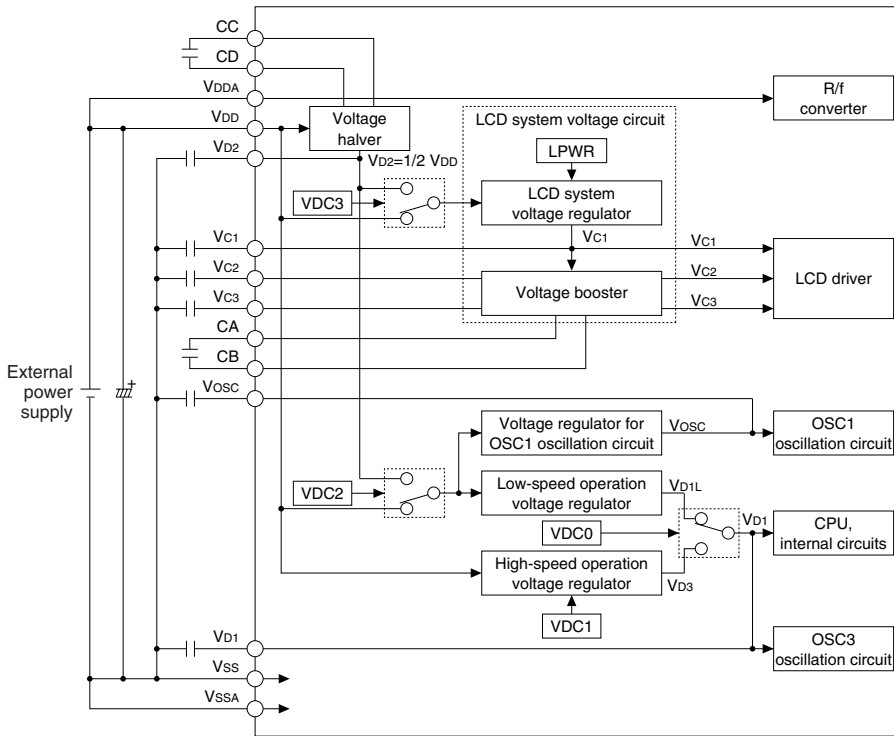 CC
CD
VDDA
R/f
converter
VDD
Voltage
halver
LCD system voltage circuit
VD2
VD2=1/2 VDD
LPWR
VDC3
LCD system
voltage regulator
VC1
VC1
VC1
VC2
Voltage booster
VC2
LCD driver
VC3
VC3
CA
CB
External
power
supply
+
VOSC
Voltage regulator for
OSC1 oscillation circuit
VOSC
OSC1
oscillation circuit
VDC2
Low-speed operation
voltage regulator
VD1L
VDC0
VD1
CPU,
internal circuits
High-speed operation
voltage regulator
VD3
VDC1
VD1
OSC3
oscillation circuit
VSS
VSSA